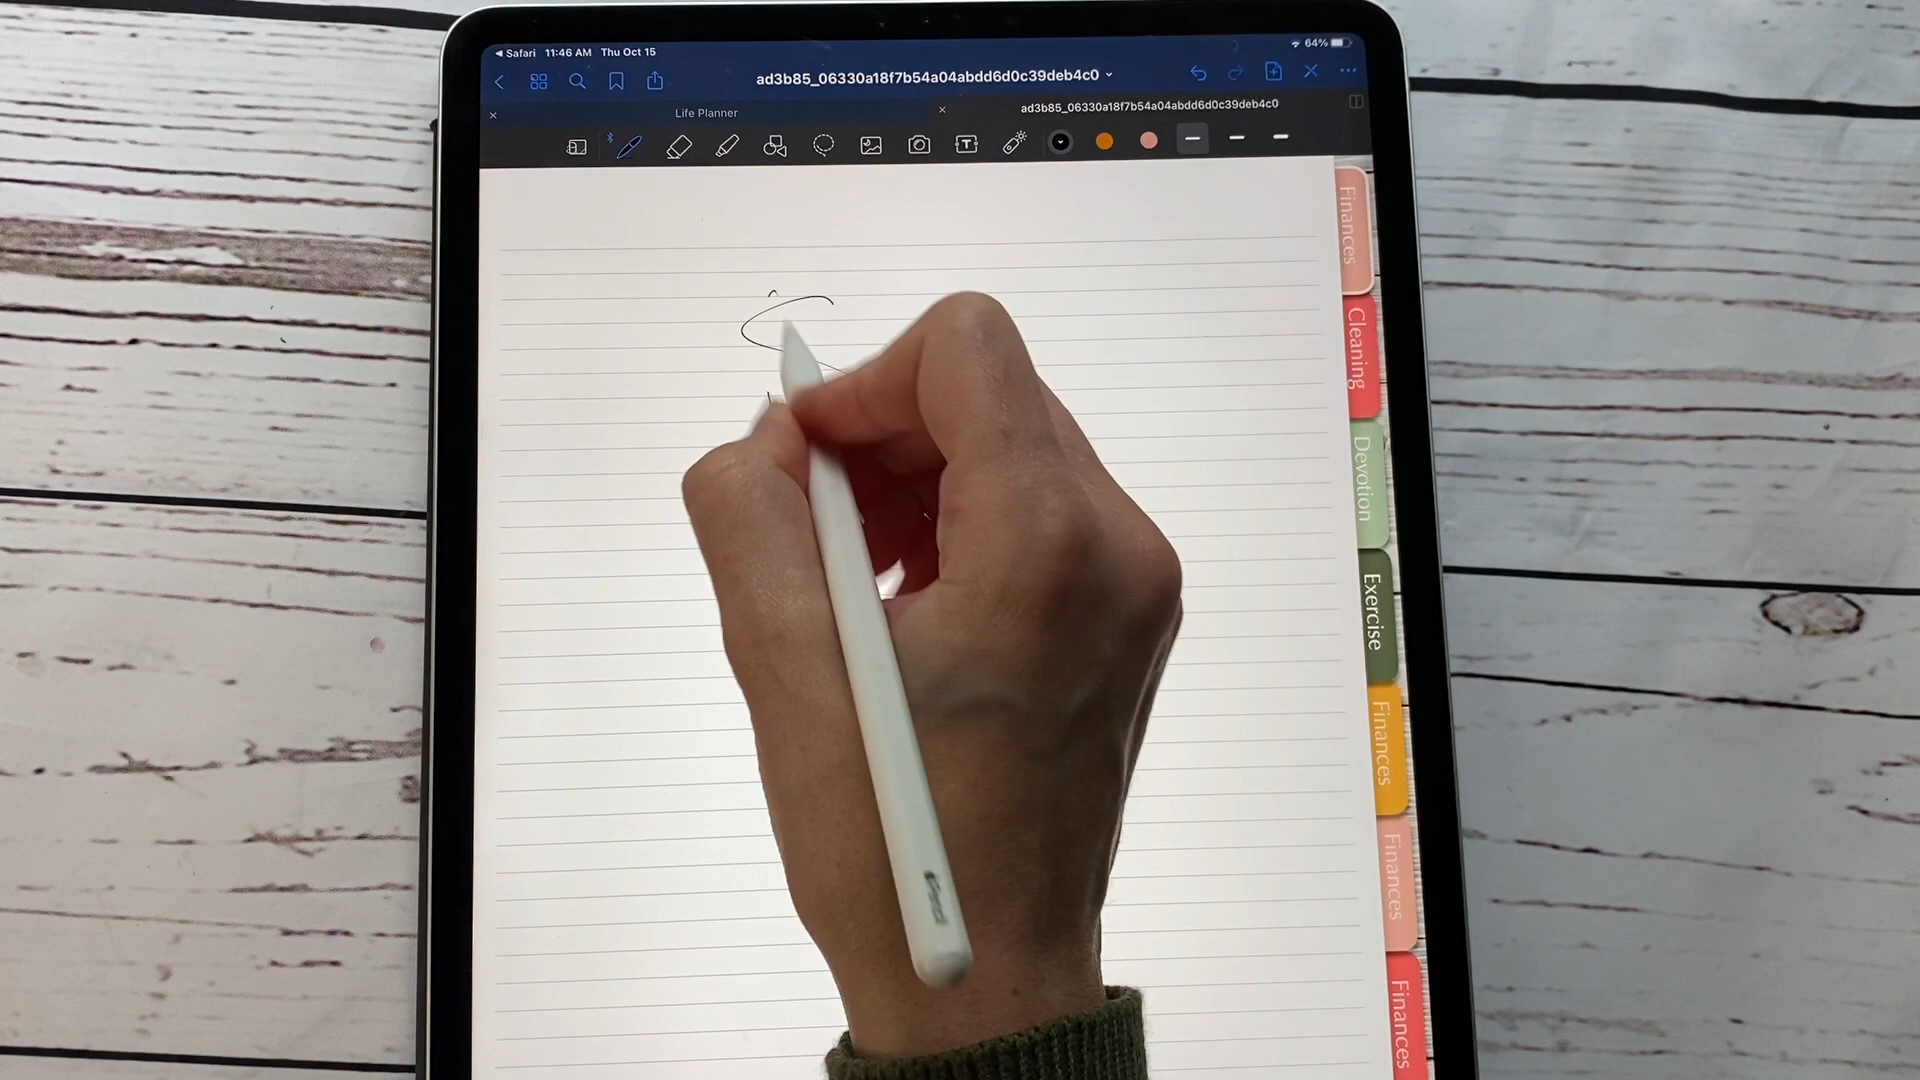 Safari 11:46 AM Thu Oct 15
64%
ad3b85_06330a18f7b54a04abdd6d0c39deb4c0
Life Planner
ad3b85_06330a18f7b54a04abdd6d0c39deb4c0
T
Finances
Cleaning
Devotion
Exercise
Finances
Finances
Finances